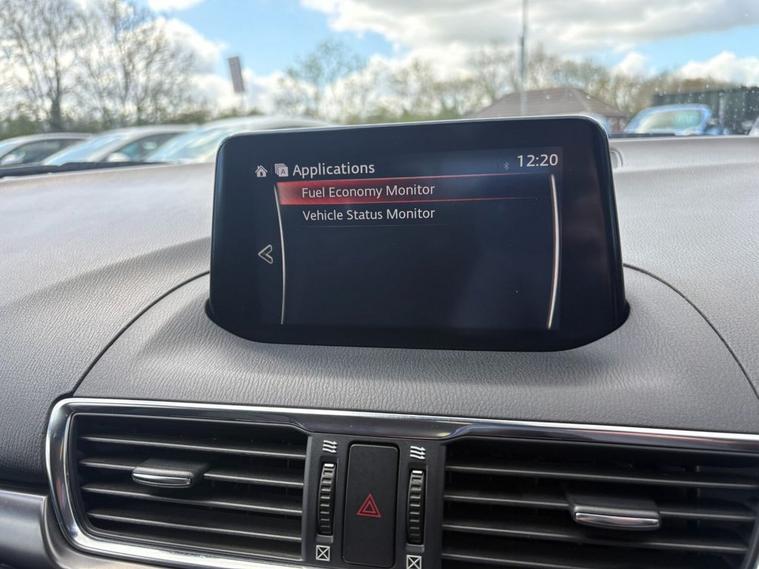 Applications
12:20
Fuel Economy Monitor
Vehicle Status Monitor